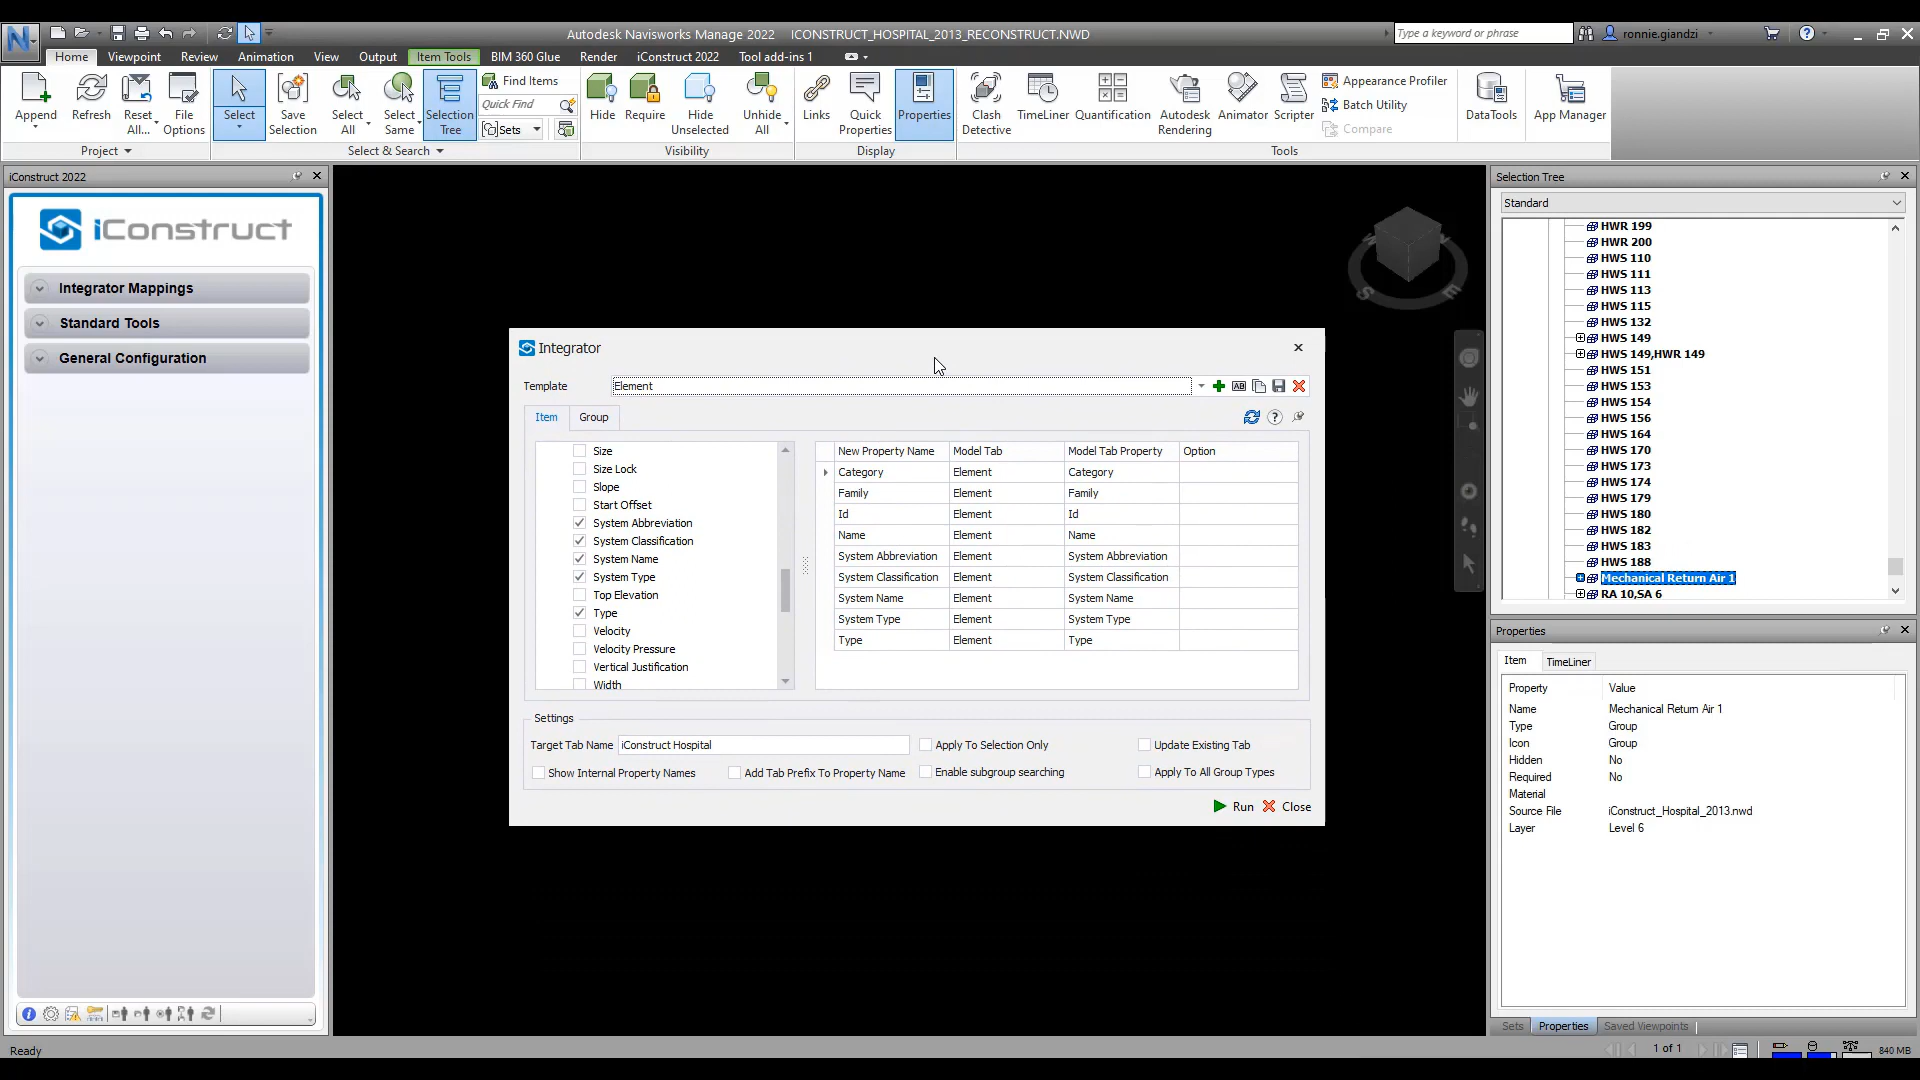 Autodesk Navisworks Manage 2022 ICONSTRUCT_HOSPITAL_2013_RECONSTRUCT.NWD
Type a keyword or phrase
ronnie.giandzi
Home Viewpoint Review Animation View Output Item Tools BIM 360 Glue Render iConstruct 2022 Tool add-ins 1
Append
Refresh
Reset All...
File Options
Project
Select
Save Selection
Select All
Select Same
Selection Tree
Find Items
Quick Find
Sets
Select & Search
Hide
Require
Hide Unselected
Unhide All
Visibility
Links
Quick Properties
Properties
Display
Clash Detective
TimeLiner
Quantification
Autodesk Rendering
Animator
Scripter
Appearance Profiler
Batch Utility
Compare
Tools
DataTools
App Manager
iConstruct 2022
iConstruct
Integrator Mappings
Standard Tools
General Configuration
Integrator
Template Element
Item Group
Size
Size Lock
Slope
Start Offset
System Abbreviation
System Classification
System Name
System Type
Top Elevation
Type
Velocity
Velocity Pressure
Vertical Justification
Width
New Property Name Model Tab Model Tab Property Option
Category Element Category
Family Element Family
Id Element Id
Name Element Name
System Abbreviation Element System Abbreviation
System Classification Element System Classification
System Name Element System Name
System Type Element System Type
Type Element Type
Settings
Target Tab Name iConstruct Hospital Apply To Selection Only Update Existing Tab
Show Internal Property Names Add Tab Prefix To Property Name Enable subgroup searching Apply To All Group Types
Run Close
Selection Tree
Standard
HWR 199
HWR 200
HWS 110
HWS 111
HWS 113
HWS 115
HWS 132
HWS 149
HWS 149,HWR 149
HWS 151
HWS 153
HWS 154
HWS 156
HWS 164
HWS 170
HWS 173
HWS 174
HWS 179
HWS 180
HWS 182
HWS 183
HWS 188
Mechanical Return Air 1
RA 10,SA 6
Properties
Item TimeLiner
Property Value
Name Mechanical Return Air 1
Type Group
Icon Group
Hidden No
Required No
Material
Source File iConstruct_Hospital_2013.nwd
Layer Level 6
Sets Properties Saved Viewpoints
Ready
1 of 1
840 MB